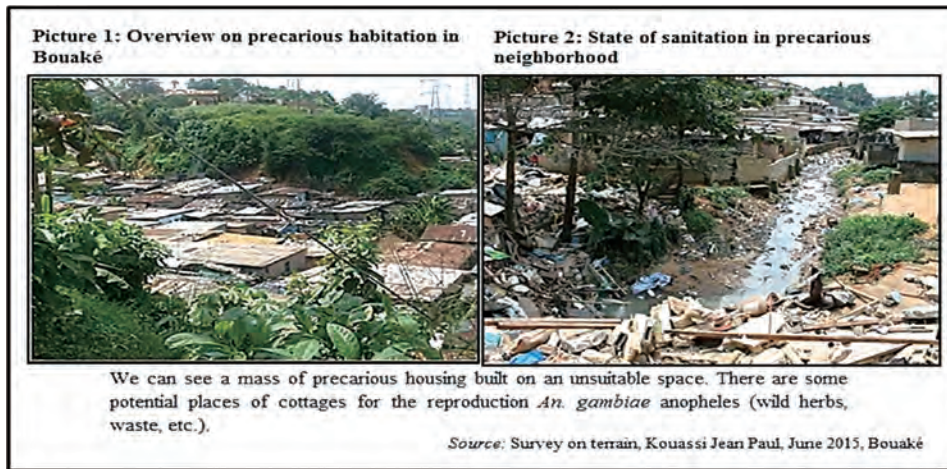 Picture 1: Overview on precarious habitation in
Bouaké
Picture 2: State of sanitation in precarious
neighborhood
We can see a mass of precarious housing built on an unsuitable space. There are some
potential places of cottages for the reproduction An. gambiae anopheles (wild herbs,
waste, etc.).
Source: Survey on terrain, Kouassi Jean Paul, June 2015, Bouaké